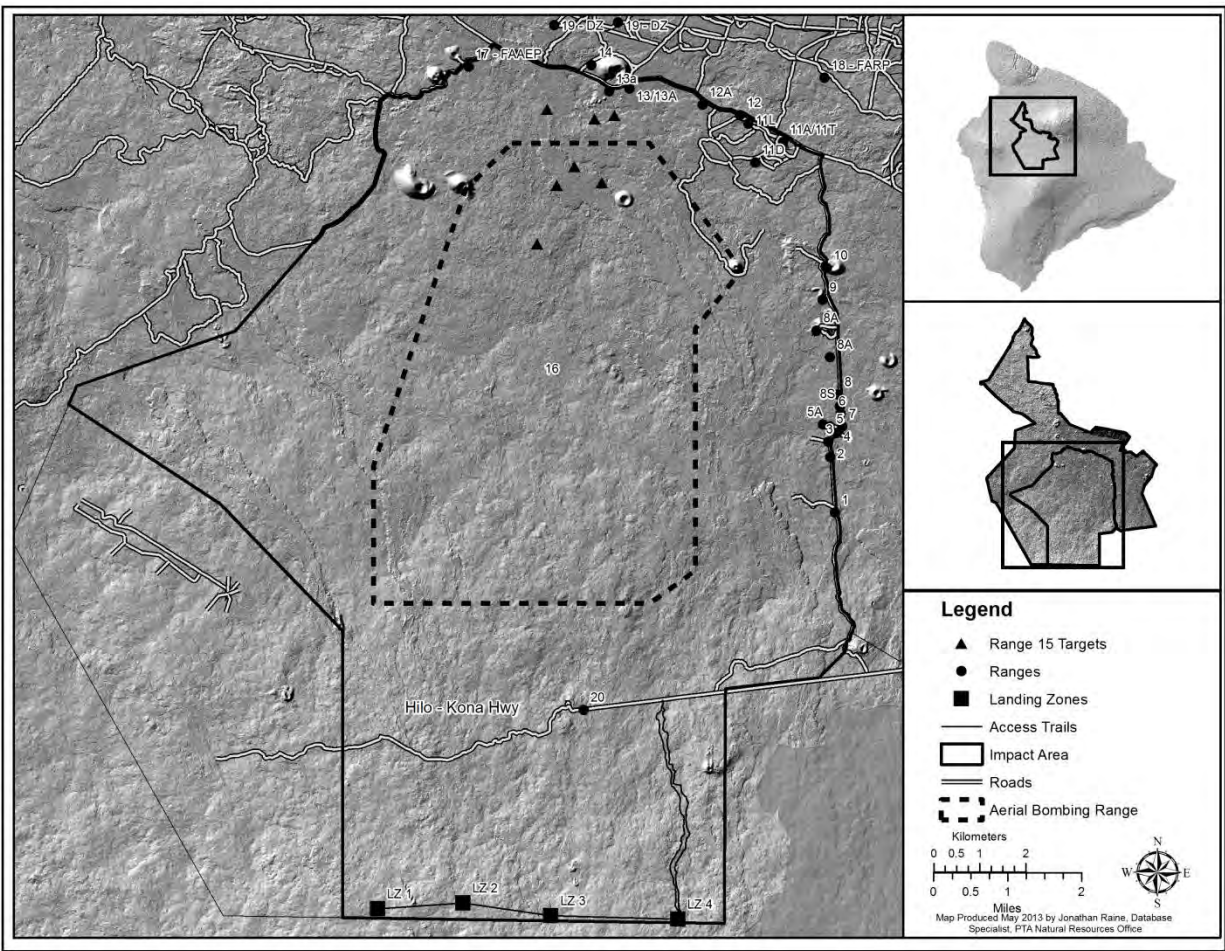 19 - DZ
19 - DZ
17 - FAAEP
14
13a
18 - FARP
13/13A
12A
12
11L
11A/11T
11D
10
9
8A
8A
16
8
8S
6
5A
7
5
3
4
2
1
20
Hilo - Kona Hwy
LZ 1
LZ 2
LZ 3
LZ 4
Legend
Range 15 Targets
Ranges
Landing Zones
Access Trails
Impact Area
Roads
Aerial Bombing Range
Kilometers
0 0.5 1 2
0 0.5 1 2
Miles
N
W E
S
Map Produced May 2013 by Jonathan Raine, Database
Specialist, PTA Natural Resources Office